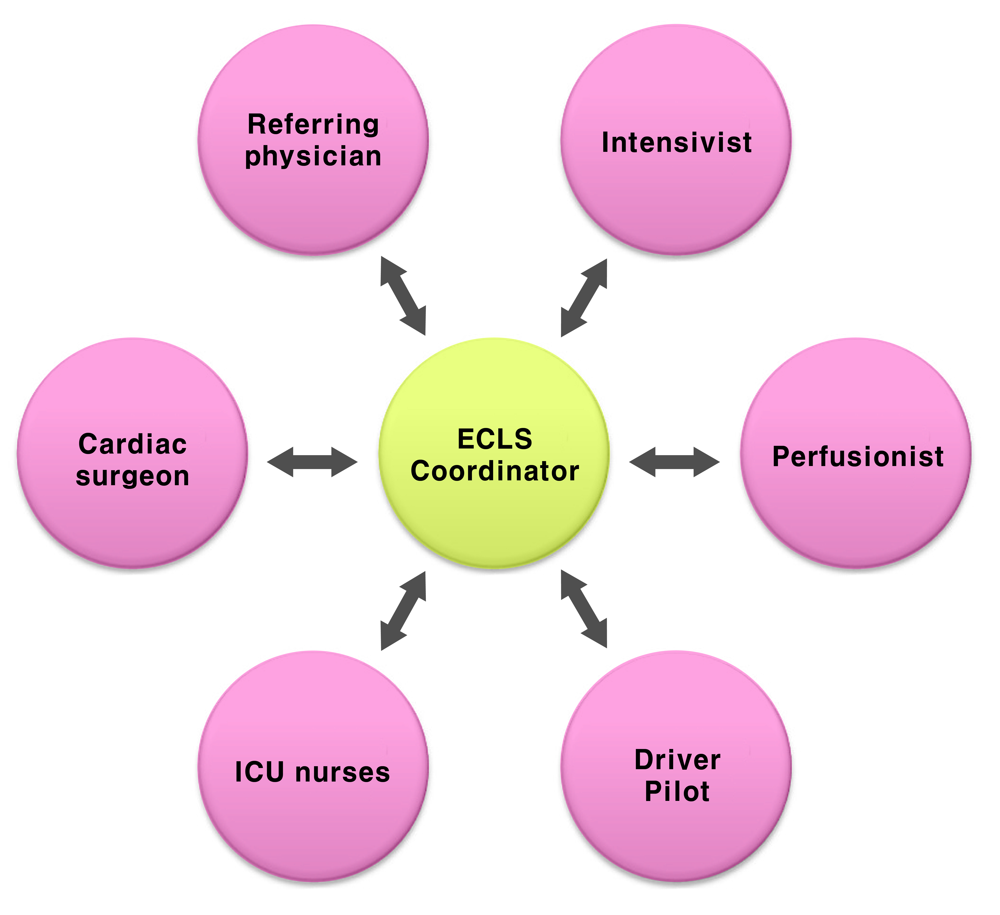 Referring
physician
Intensivist
Cardiac
surgeon
ECLS
Coordinator
Perfusionist
ICU nurses
Driver
Pilot